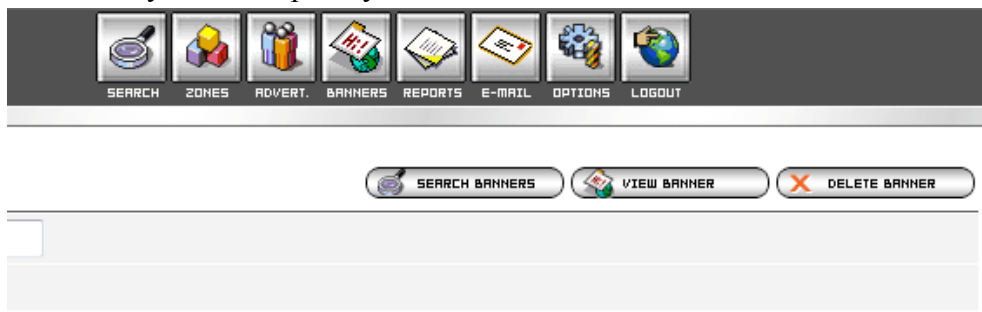 SEARCH ZONES ADVERT. BANNERS REPORTS E-MAIL OPTIONS LOGOUT
SEARCH BANNERS VIEW BANNER DELETE BANNER